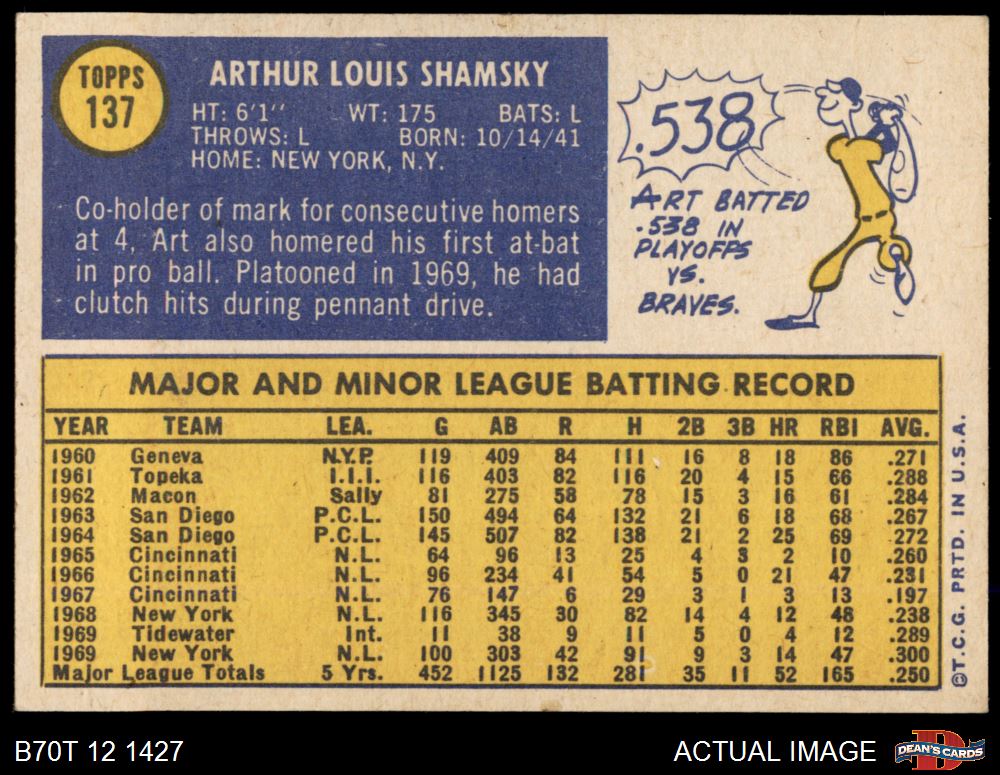 TOPPS
137
ARTHUR LOUIS SHAMSKY
HT: 6'1'' WT: 175 BATS: L
THROWS: L BORN: 10/14/41
HOME: NEW YORK, N.Y.
Co-holder of mark for consecutive homers
at 4, Art also homered his first at-bat
in pro ball. Platooned in 1969, he had
clutch hits during pennant drive.
.538
ART BATTED
.538 IN
PLAYOFFS
VS.
BRAVES.
MAJOR AND MINOR LEAGUE BATTING RECORD
YEAR TEAM LEA. G AB R H 2B 3B HR RBI AVG.
1960 Geneva N.Y.P. 119 409 84 111 16 8 18 86 .271
1961 Topeka I.I.I. 116 403 82 116 20 4 15 66 .288
1962 Macon Sally 81 275 58 78 15 3 16 61 .284
1963 San Diego P.C.L. 150 494 64 132 21 6 18 68 .267
1964 San Diego P.C.L. 145 507 82 138 21 2 25 69 .272
1965 Cincinnati N.L. 64 96 13 25 4 3 2 10 .260
1966 Cincinnati N.L. 96 234 41 54 5 0 21 47 .231
1967 Cincinnati N.L. 76 147 6 29 3 1 3 13 .197
1968 New York N.L. 116 345 30 82 14 4 12 48 .238
1969 Tidewater Int. 11 38 9 11 5 0 4 12 .289
1969 New York N.L. 100 303 42 91 9 3 14 47 .300
Major League Totals 5 Yrs. 452 1125 132 281 35 11 52 165 .250
©T.C.G. PRTD. IN U.S.A.
B70T 12 1427
ACTUAL IMAGE
DEAN'S CARDS